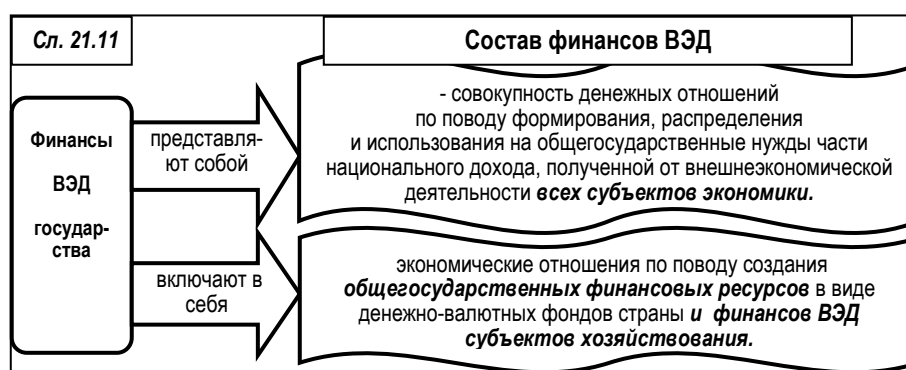 Сл. 21.11
Состав финансов ВЭД
Финансы
ВЭД
государ-
ства
представля-
ют собой
- совокупность денежных отношений
по поводу формирования, распределения
и использования на общегосударственные нужды части
национального дохода, полученной от внешнеэкономической
деятельности всех субъектов экономики.
включают в
себя
экономические отношения по поводу создания
общегосударственных финансовых ресурсов в виде
денежно-валютных фондов страны и финансов ВЭД
субъектов хозяйствования.